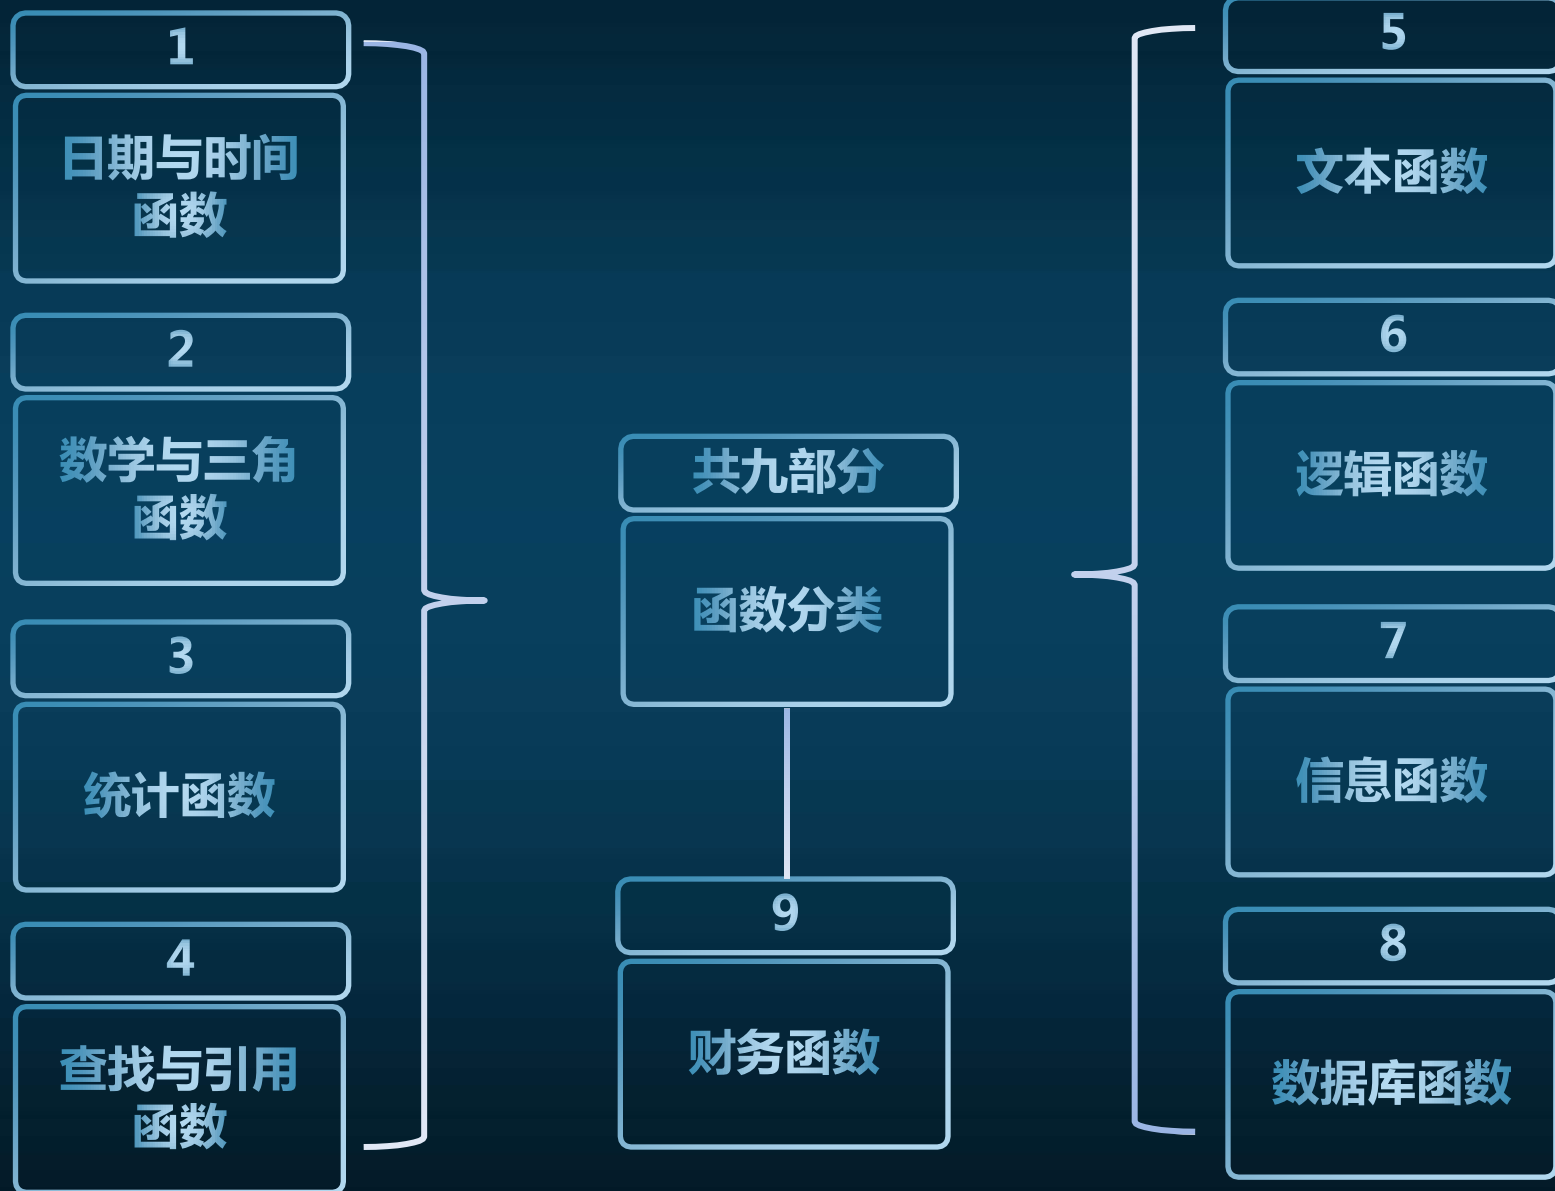 1
日期与时间
函数
2
数学与三角
函数
3
统计函数
4
查找与引用
函数
共九部分
函数分类
9
财务函数
5
文本函数
6
逻辑函数
7
信息函数
8
数据库函数